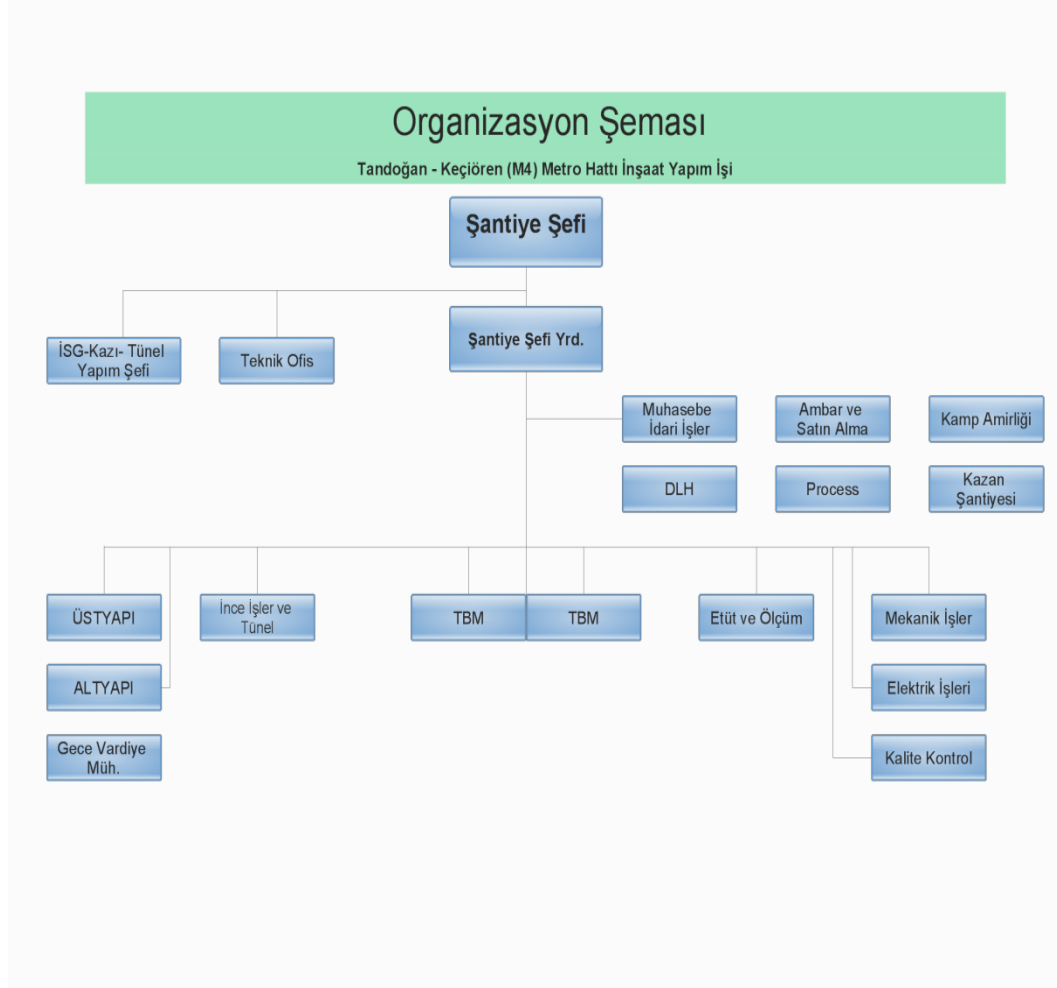 Organizasyon Şeması
Tandoğan - Keçiören (M4) Metro Hattı İnşaat Yapım İşi
Şantiye Şefi
Şantiye Şefi Yrd.
İSG-Kazı- Tünel
Yapım Şefi
Teknik Ofis
Muhasebe
İdari İşler
Ambar ve
Satın Alma
Kamp Amirliği
DLH
Process
Kazan
Şantiyesi
ÜSTYAPI
İnce İşler ve
Tünel
TBM
TBM
Etüt ve Ölçüm
Mekanik İşler
ALTYAPI
Elektrik İşleri
Gece Vardiye
Müh.
Kalite Kontrol